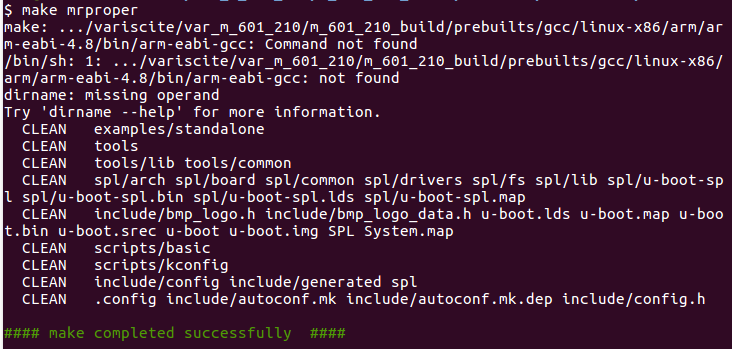 $ make mrproper
make: .../variscite/var_m_601_210/m_601_210_build/prebuilts/gcc/linux-x86/arm/ar
m-eabi-4.8/bin/arm-eabi-gcc: Command not found
/bin/sh: 1: .../variscite/var_m_601_210/m_601_210_build/prebuilts/gcc/linux-x86/
arm/arm-eabi-4.8/bin/arm-eabi-gcc: not found
dirname: missing operand
Try 'dirname --help' for more information.
  CLEAN   examples/standalone
  CLEAN   tools
  CLEAN   tools/lib tools/common
  CLEAN   spl/arch spl/board spl/common spl/drivers spl/fs spl/lib spl/u-boot-sp
l spl/u-boot-spl.bin spl/u-boot-spl.lds spl/u-boot-spl.map
  CLEAN   include/bmp_logo.h include/bmp_logo_data.h u-boot.lds u-boot.map u-boo
t.bin u-boot.srec u-boot u-boot.img SPL System.map
  CLEAN   scripts/basic
  CLEAN   scripts/kconfig
  CLEAN   include/config include/generated spl
  CLEAN   .config include/autoconf.mk include/autoconf.mk.dep include/config.h
#### make completed successfully  ####